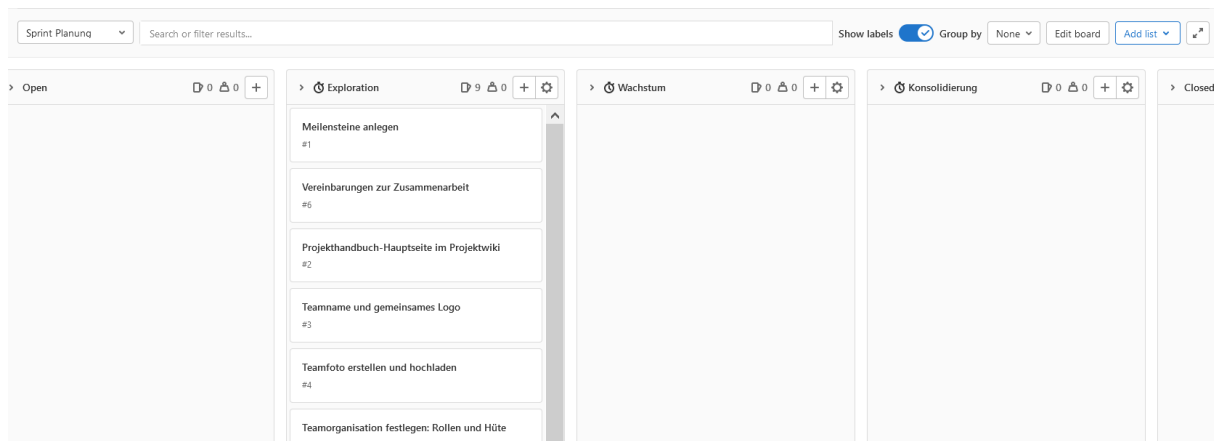 Sprint Planung
Search or filter results...
Show labels
Group by
None
Edit board
Add list
Open
0 0
Exploration
9 0
Wachstum
0 0
Konsolidierung
0 0
Closed
Meilensteine anlegen
#1
Vereinbarungen zur Zusammenarbeit
#6
Projekthandbuch-Hauptseite im Projektwiki
#2
Teamname und gemeinsames Logo
#3
Teamfoto erstellen und hochladen
#4
Teamorganisation festlegen: Rollen und Hüte